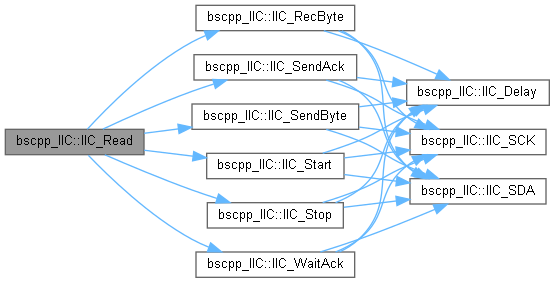 bscpp_IIC::IIC_Read
bscpp_IIC::IIC_RecByte
bscpp_IIC::IIC_SendAck
bscpp_IIC::IIC_SendByte
bscpp_IIC::IIC_Start
bscpp_IIC::IIC_Stop
bscpp_IIC::IIC_WaitAck
bscpp_IIC::IIC_Delay
bscpp_IIC::IIC_SCK
bscpp_IIC::IIC_SDA